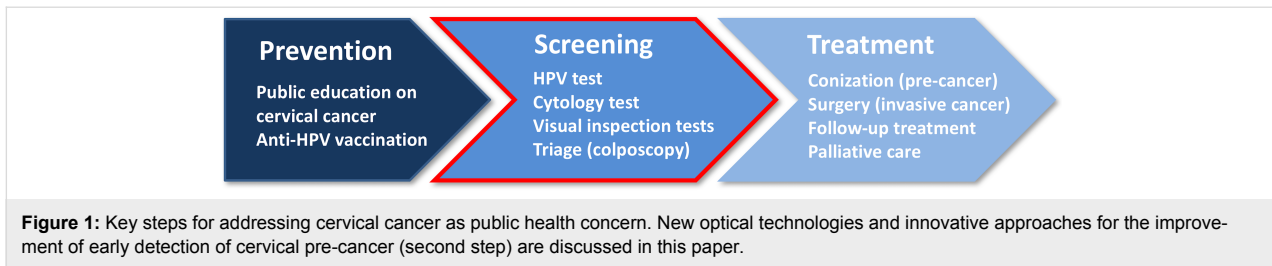 Prevention
Public education on
cervical cancer
Anti-HPV vaccination
Screening
HPV test
Cytology test
Visual inspection tests
Triage (colposcopy)
Treatment
Conization (pre-cancer)
Surgery (invasive cancer)
Follow-up treatment
Palliative care
Figure 1: Key steps for addressing cervical cancer as public health concern. New optical technologies and innovative approaches for the improve-
ment of early detection of cervical pre-cancer (second step) are discussed in this paper.